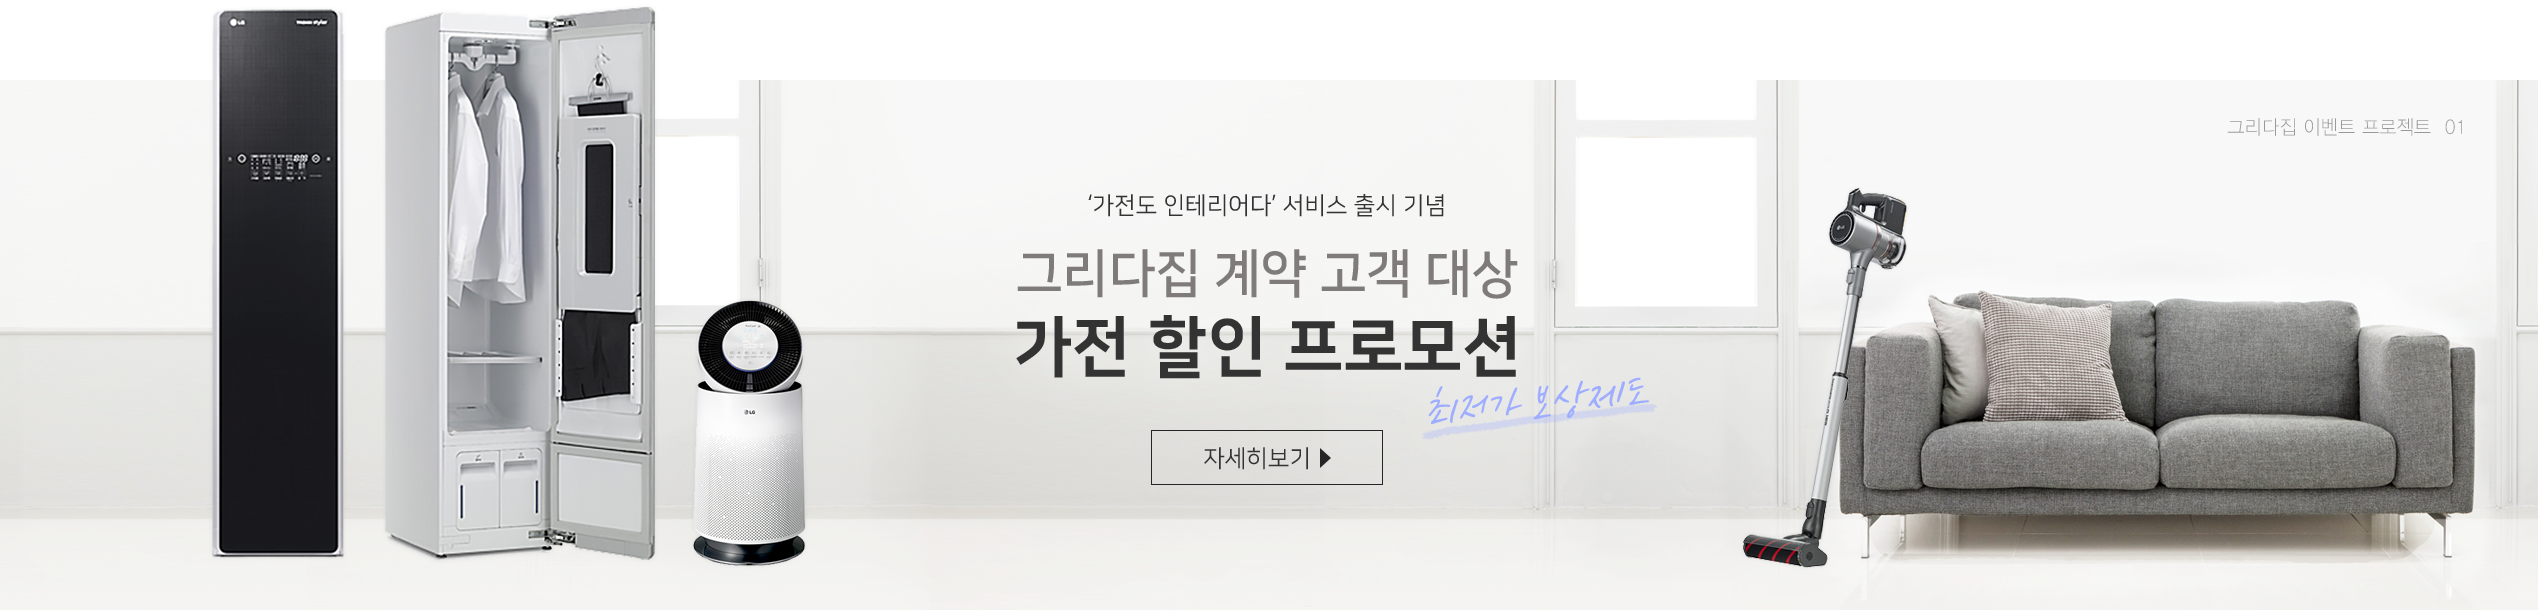 LG
styler
그리다집 이벤트 프로젝트 01
‘가전도 인테리어다’ 서비스 출시 기념
그리다집 계약 고객 대상
가전 할인 프로모션
최저가 보상제도
자세히보기
LG